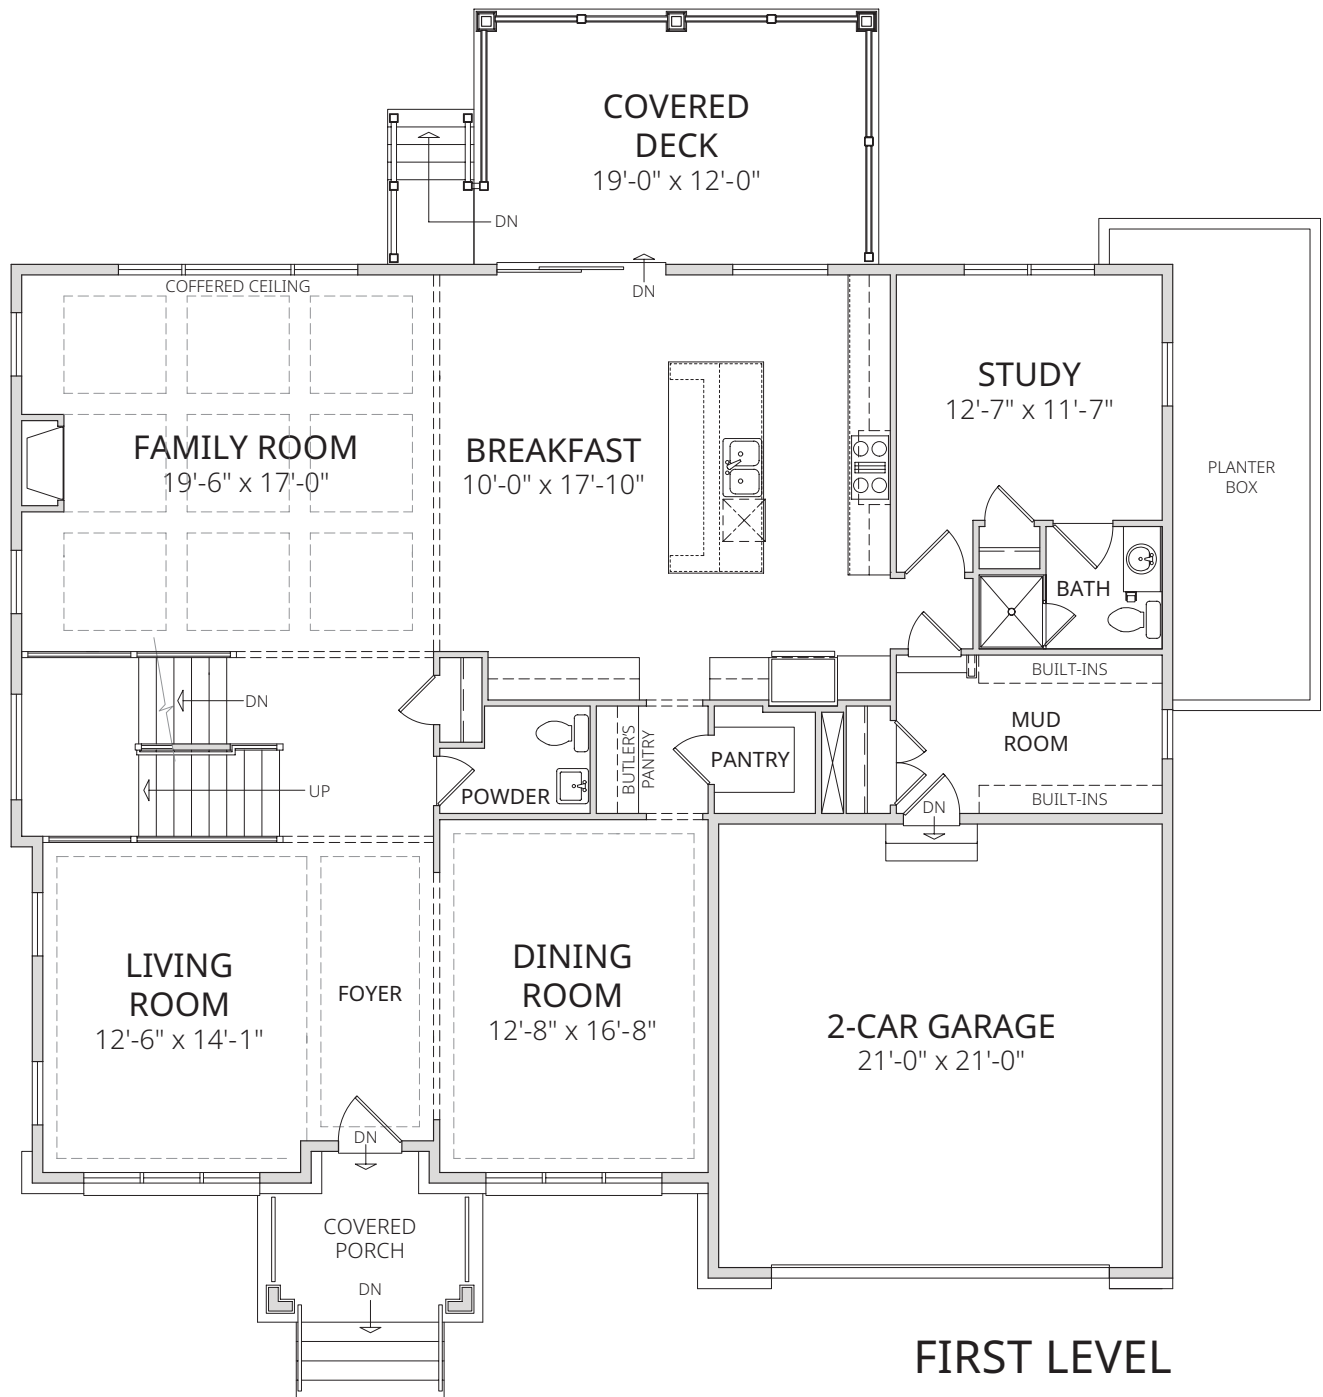 COVERED
DECK
19'-0" x 12'-0"
DN
DN
COFFERED CEILING
FAMILY ROOM
19'-6" x 17'-0"
BREAKFAST
10'-0" x 17'-10"
STUDY
12'-7" x 11'-7"
PLANTER
BOX
BATH
BUILT-INS
MUD
ROOM
BUILT-INS
DN
DN
UP
POWDER
BUTLER'S
PANTRY
PANTRY
LIVING
ROOM
12'-6" x 14'-1"
FOYER
DN
DINING
ROOM
12'-8" x 16'-8"
2-CAR GARAGE
21'-0" x 21'-0"
COVERED
PORCH
DN
FIRST LEVEL